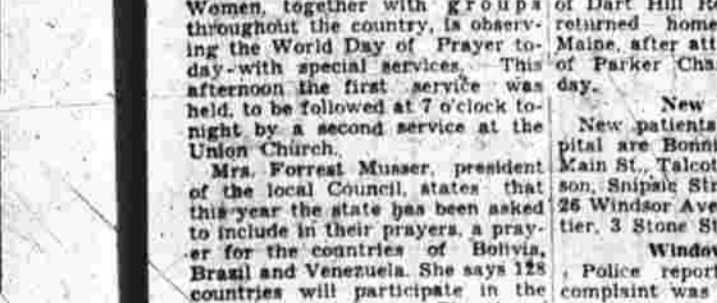 Women, together with groups
throughout the country, is observ-
ing the World Day of Prayer to-
day-with special services. This
afternoon the first service was
held, to be followed at 7 o'clock to-
night by a second service at the
Union Church.
Mrs. Forrest Musser, president
of the local Council, states that
this year the state has been asked
to include in their prayers, a pray-
er for the countries of Bolivia,
Brazil and Venezuela. She says 128
countries will participate in the
of Dart Hill
returned home
Maine, after att
of Parker Cha
day.
New
New patients
pital are Bonni
Main St., Talcot
son, Snipsic Str
26 Windsor Ave
tier, 3 Stone St
Window
Police report
complaint was